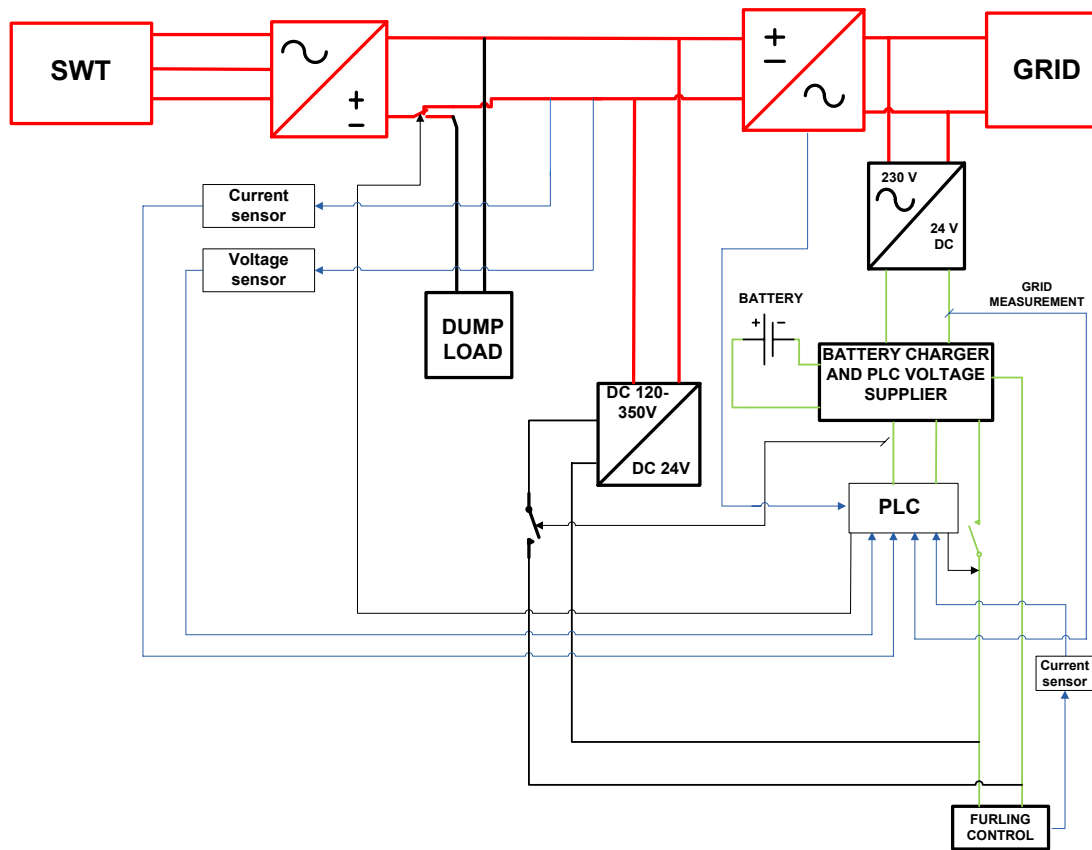 SWT
+
−
+
−
GRID
230 V
24 V
DC
Current
sensor
Voltage
sensor
GRID
MEASUREMENT
BATTERY
+ −
DUMP
LOAD
BATTERY CHARGER
AND PLC VOLTAGE
SUPPLIER
DC 120-
350V
DC 24V
PLC
Current
sensor
FURLING
CONTROL